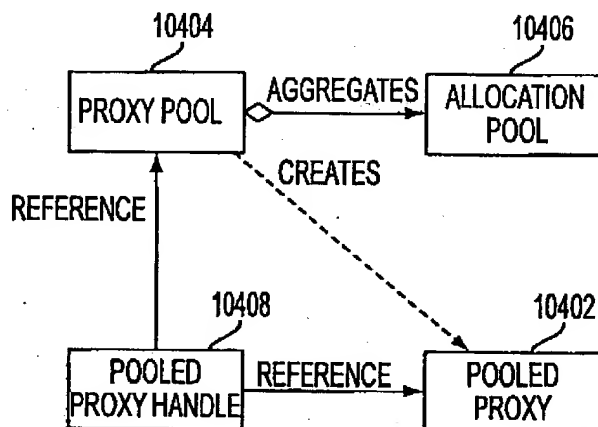 10404
10406
PROXY POOL
AGGREGATES
ALLOCATION
POOL
CREATES
REFERENCE
10408
10402
POOLED
PROXY HANDLE
REFERENCE
POOLED
PROXY